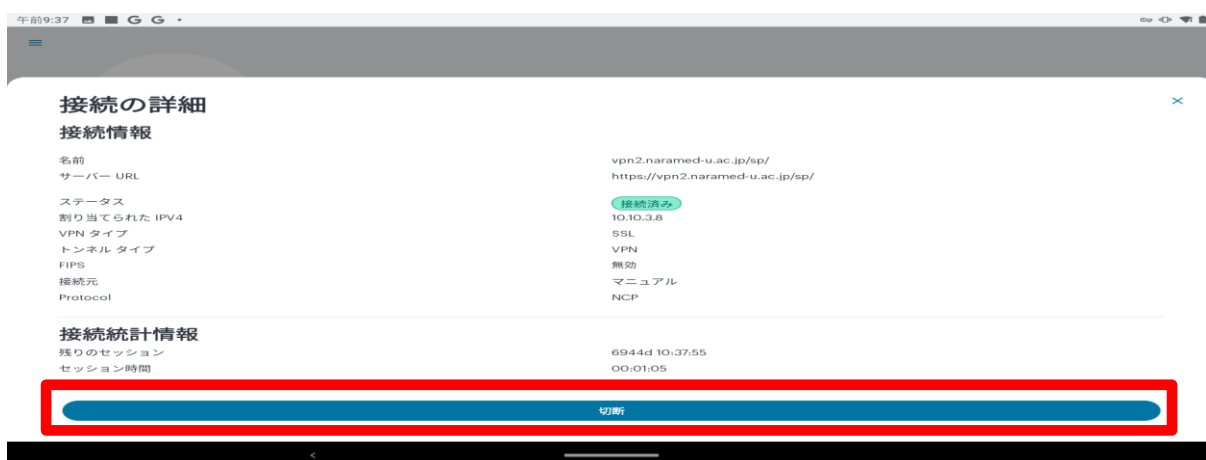 午前9:37 G G
接続の詳細
接続情報
名前 vpn2.naramed-u.ac.jp/sp/
サーバー URL https://vpn2.naramed-u.ac.jp/sp/
ステータス 接続済み
割り当てられた IPV4 10.10.3.8
VPN タイプ SSL
トンネル タイプ VPN
FIPS 無効
接続元 マニュアル
Protocol NCP
接続統計情報
残りのセッション 6944d 10:37:55
セッション時間 00:01:05
切断